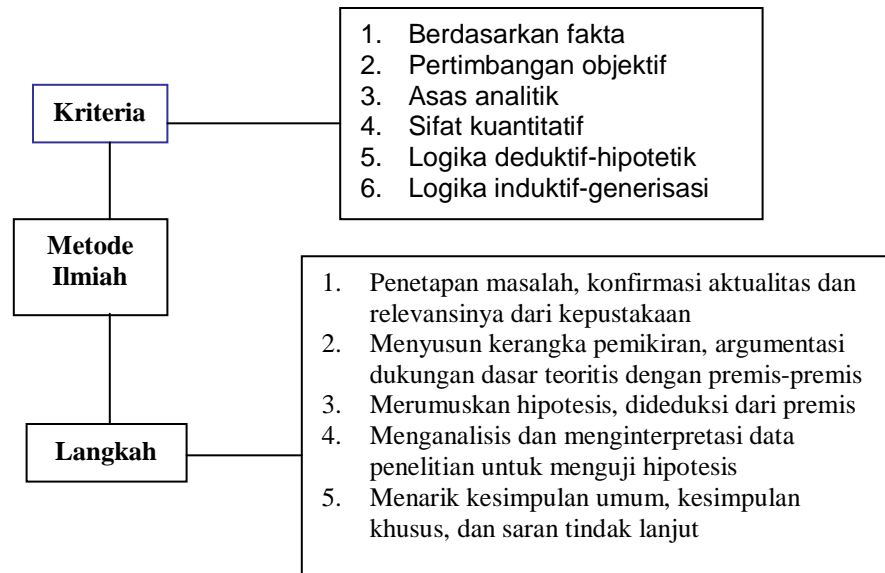 Kriteria
1. Berdasarkan fakta
2. Pertimbangan objektif
3. Asas analitik
4. Sifat kuantitatif
5. Logika deduktif-hipotetik
6. Logika induktif-generisasi
Metode
Ilmiah
Langkah
1. Penetapan masalah, konfirmasi aktualitas dan
relevansinya dari kepustakaan
2. Menyusun kerangka pemikiran, argumentasi
dukungan dasar teoritis dengan premis-premis
3. Merumuskan hipotesis, dideduksi dari premis
4. Menganalisis dan menginterpretasi data
penelitian untuk menguji hipotesis
5. Menarik kesimpulan umum, kesimpulan
khusus, dan saran tindak lanjut